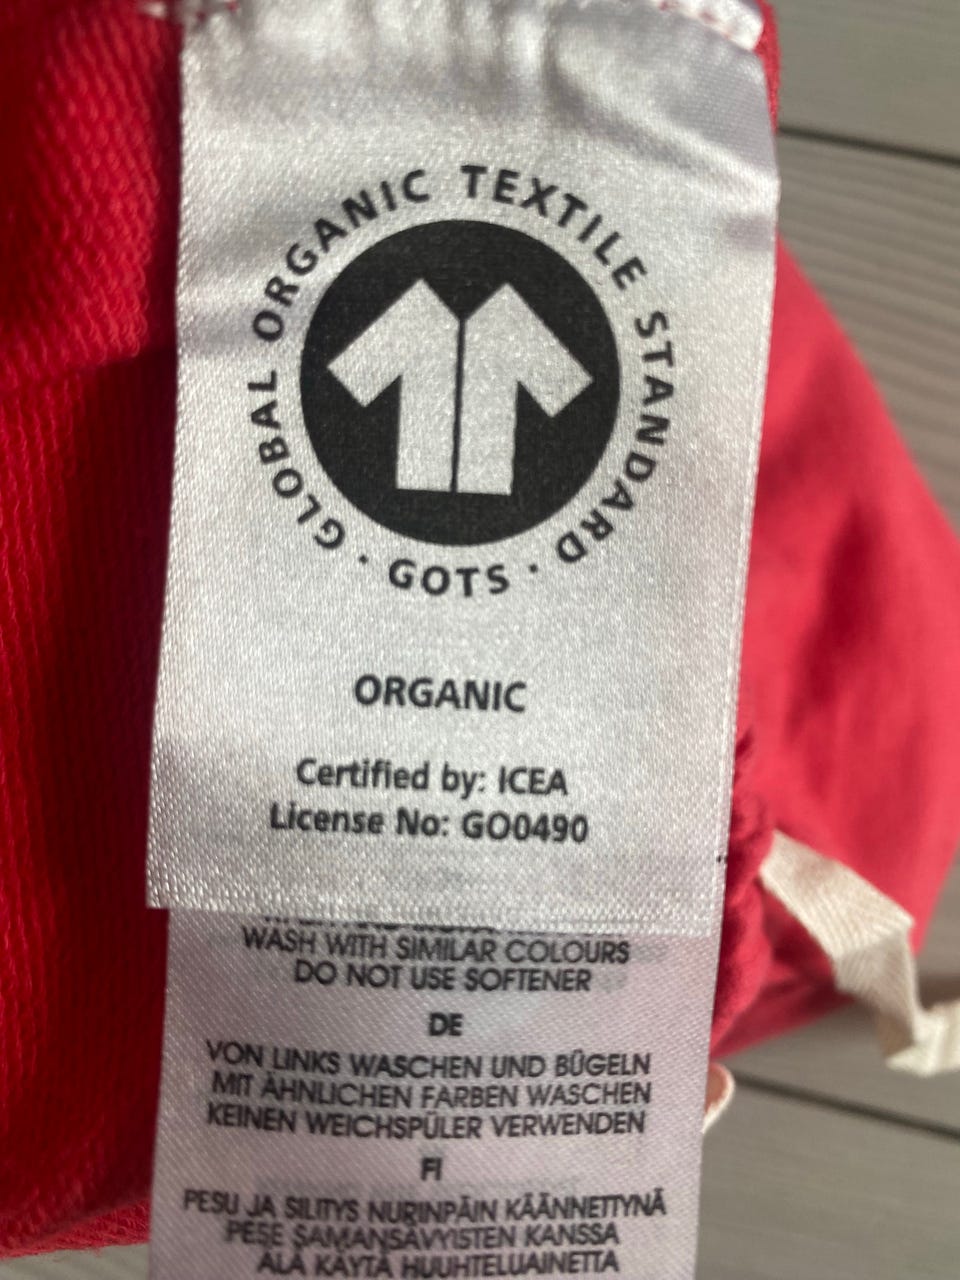 GLOBAL ORGANIC TEXTILE STANDARD
· GOTS ·
ORGANIC
Certified by: ICEA
License No: GO0490
WASH WITH SIMILAR COLOURS
DO NOT USE SOFTENER
DE
VON LINKS WASCHEN UND BÜGELN
MIT ÄHNLICHEN FARBEN WASCHEN
KEINEN WEICHSPÜLER VERWENDEN
FI
PESU JA SILITYS NURINPÄIN KÄÄNNETTYNÄ
PESE SAMANSÄVYISTEN KANSSA
ÄLÄ KÄYTÄ HUUHTELUAINETTA